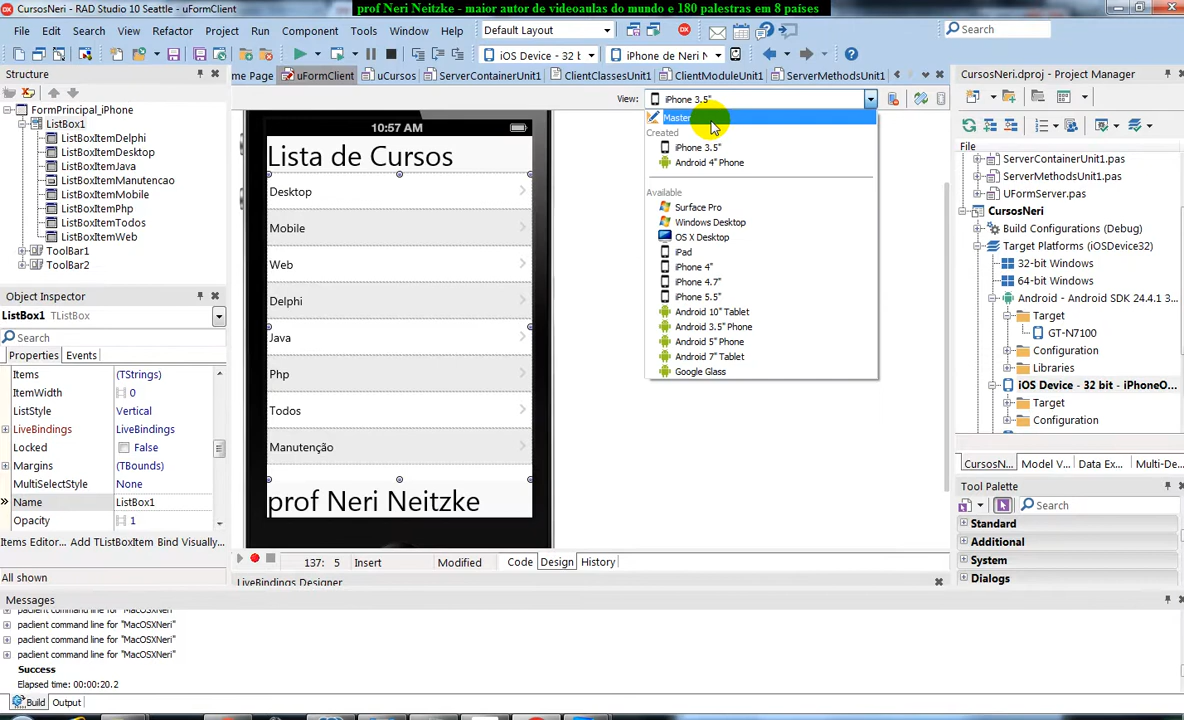 CursosNeri - RAD Studio 10 Seattle - uFormClient
prof Neri Neitzke - maior autor de videoaulas do mundo e 180 palestras em 8 países
File Edit Search View Refactor Project Run Component Tools Window Help
Default Layout
Search
iOS Device - 32 b
iPhone de Neri N
Structure
me Page uFormClient uCursos ServerContainerUnit1 ClientClassesUnit1 ClientModuleUnit1 ServerMethodsUnit1
CursosNeri.dproj - Project Manager
View: iPhone 3.5"
Master
Created
iPhone 3.5"
Android 4" Phone
Available
Surface Pro
Windows Desktop
OS X Desktop
iPad
iPhone 4"
iPhone 4.7"
iPhone 5.5"
Android 10" Tablet
Android 3.5" Phone
Android 5" Phone
Android 7" Tablet
Google Glass
FormPrincipal_iPhone
ListBox1
ListBoxItemDelphi
ListBoxItemDesktop
ListBoxItemJava
ListBoxItemManutencao
ListBoxItemMobile
ListBoxItemPhp
ListBoxItemTodos
ListBoxItemWeb
ToolBar1
ToolBar2
10:57 AM
Lista de Cursos
Desktop
Mobile
Web
Delphi
Java
Php
Todos
Manutenção
prof Neri Neitzke
Object Inspector
ListBox1 TListBox
Search
Properties Events
Items (TStrings)
ItemWidth 0
ListStyle Vertical
LiveBindings LiveBindings
Locked False
Margins (TBounds)
MultiSelectStyle None
Name ListBox1
Opacity 1
Items Editor... Add TListBoxItem Bind Visually...
All shown
137: 5 Insert Modified Code Design History
LiveBindings Designer
File
ServerContainerUnit1.pas
ServerMethodsUnit1.pas
UFormServer.pas
CursosNeri
Build Configurations (Debug)
Target Platforms (iOSDevice32)
32-bit Windows
64-bit Windows
Android - Android SDK 24.4.1 3...
Target
GT-N7100
Configuration
Libraries
iOS Device - 32 bit - iPhoneO...
Target
Configuration
CursosN... Model V... Data Ex... Multi-De...
Tool Palette
Search
Standard
Additional
System
Dialogs
Messages
paclient command line for "MacOSXNeri"
paclient command line for "MacOSXNeri"
paclient command line for "MacOSXNeri"
paclient command line for "MacOSXNeri"
Success
Elapsed time: 00:00:20.2
Build Output